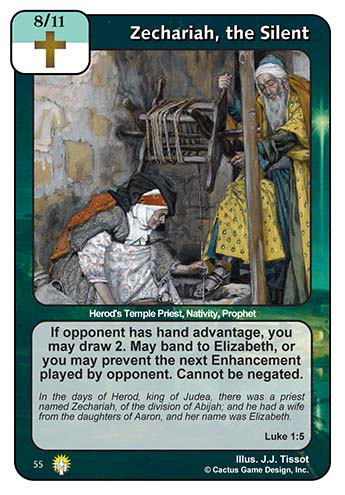 8/11
Zechariah, the Silent
Herod's Temple Priest, Nativity, Prophet
If opponent has hand advantage, you
may draw 2. May band to Elizabeth, or
you may prevent the next Enhancement
played by opponent. Cannot be negated.
In the days of Herod, king of Judea, there was a priest
named Zechariah, of the division of Abijah; and he had a wife
from the daughters of Aaron, and her name was Elizabeth.
Luke 1:5
Illus. J.J. Tissot
55
© Cactus Game Design, Inc.